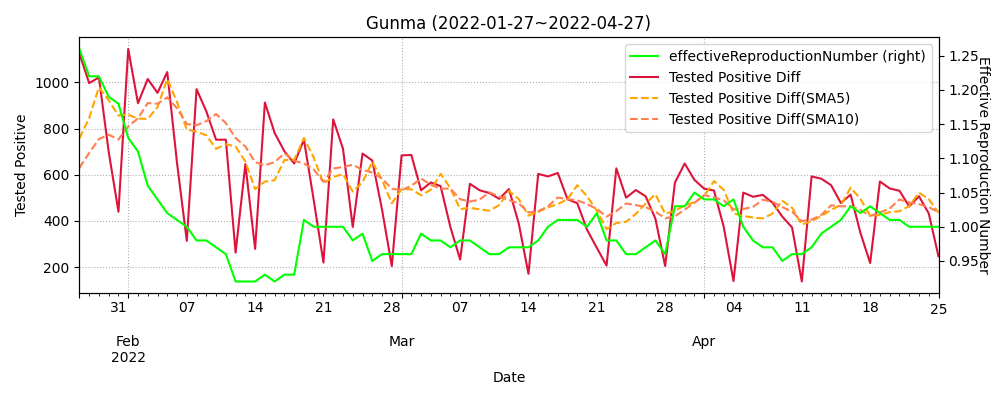 Gunma (2022-01-27~2022-04-27)
effectiveReproductionNumber (right)
Tested Positive Diff
Tested Positive Diff(SMA5)
Tested Positive Diff(SMA10)
Tested Positive
1000
800
600
400
200
Effective Reproduction Number
1.25
1.20
1.15
1.10
1.05
1.00
0.95
31 07 14 21 28 07 14 21 28 04 11 18 25
Feb Mar Apr
2022
Date